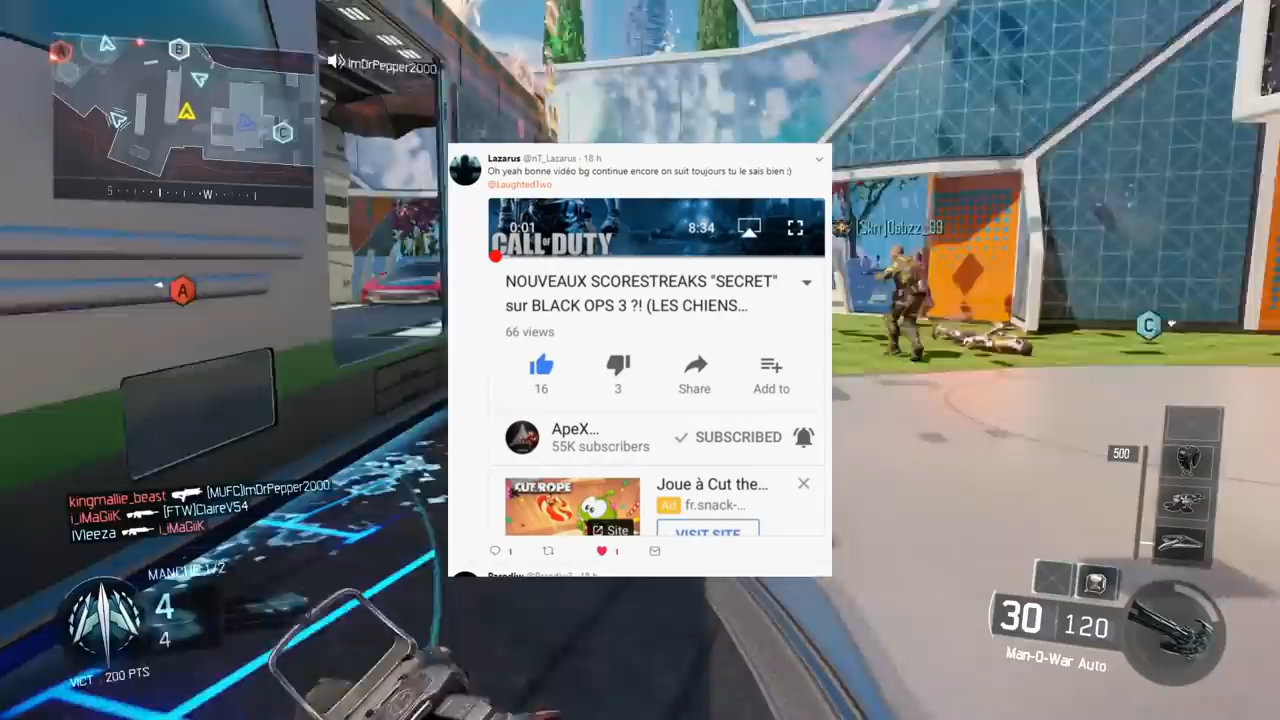 ImDrPepper2000
A
B
C
S
W
Lazarus @nT_Lazarus · 18 h
Oh yeah bonne vidéo bg continue encore on suit toujours tu le sais bien :)
@LaughtedTwo
0:01
8:34
CALL OF DUTY
NOUVEAUX SCORESTREAKS "SECRET"
sur BLACK OPS 3 ?! (LES CHIENS...
66 views
16
3
Share
Add to
ApeX...
SUBSCRIBED
55K subscribers
CUT ROPE
Joue à Cut the...
Ad fr.snack-...
Site
VISIT SITE
1
1
[Skrr]Dabzz_99
A
C
kingmallie_beast [MUFC]ImDrPepper2000
i_iMaGiiK [FTW]ClaireV54
IVleeza i_iMaGiiK
MANCHE 1/2
4
4
VICT : 200 PTS
500
30 120
Man-O-War Auto